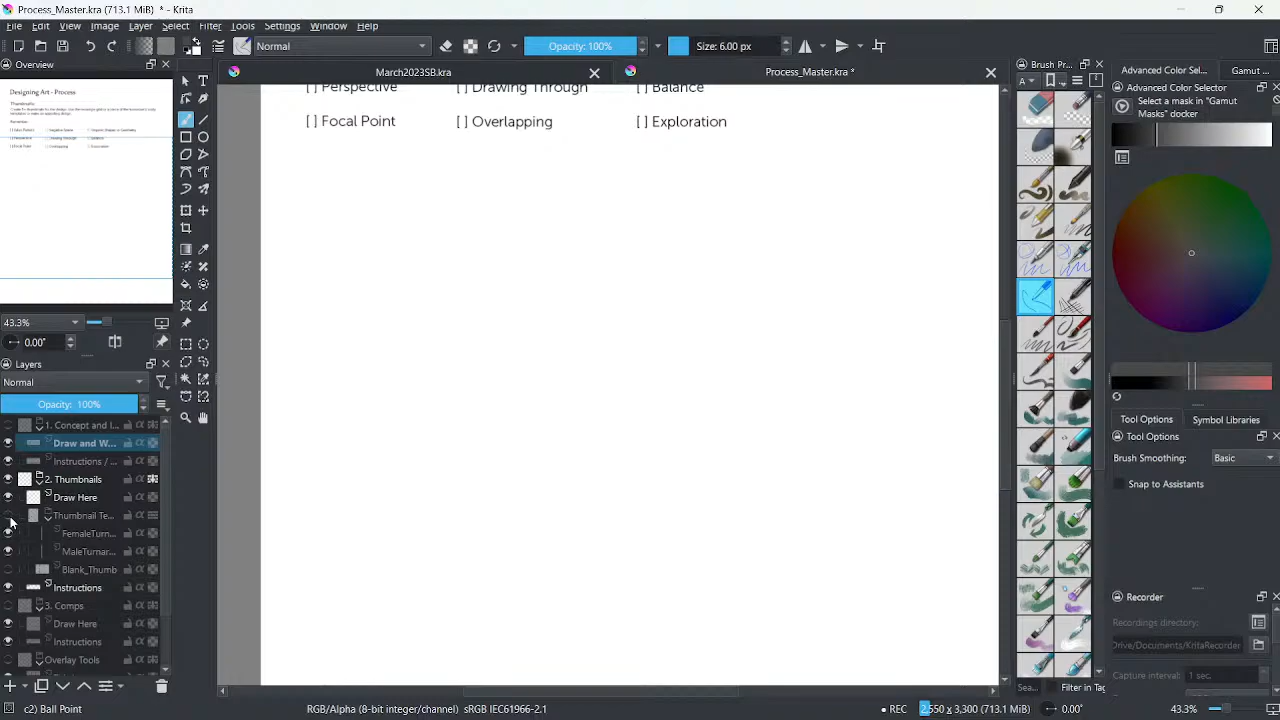 Process_Master.kra (713.1 MiB) * - Krita
File Edit View Image Layer Select Filter Tools Settings Window Help
Normal Opacity: 100% Size: 6.00 px
Overview
March2023SB.kra Process_Master.kra *
Brush Pr... Advanced Color Sel... Gamut ...
Designing Art - Process
Thumbnails:
[ ] Perspective [ ] Drawing Through [ ] Balance
[ ] Focal Point [ ] Overlapping [ ] Exploration
Select mask in "Gamut
43.3%
0.00°
Layers
Normal
Opacity: 100%
1. Concept and I...
Draw and W...
Instructions / ...
2. Thumbnails
Draw Here
Thumbnail Te...
FemaleTurn...
MaleTurnar...
Blank_Thumb
Instructions
3. Comps
Draw Here
Instructions
Overlay Tools
Tool Options Symbol Libraries
Tool Options
Brush Smoothing: Basic
Snap to Assistants
Recorder
Recordings directory:
Drive/Documents/KritaRecorder
Capture interval: 1 sec.
Sea... Filter in Tag
c2) Ball Point RGB/Alpha (8-bit integer/channel) sRGB IEC61966-2.1 REC 2,550 x 3,300 (713.1 MiB) 0.00° 43.3%